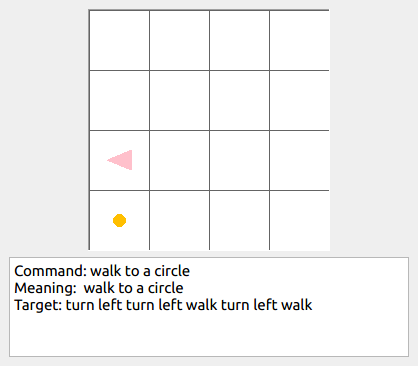 Command: walk to a circle
Meaning:  walk to a circle
Target: turn left turn left walk turn left walk